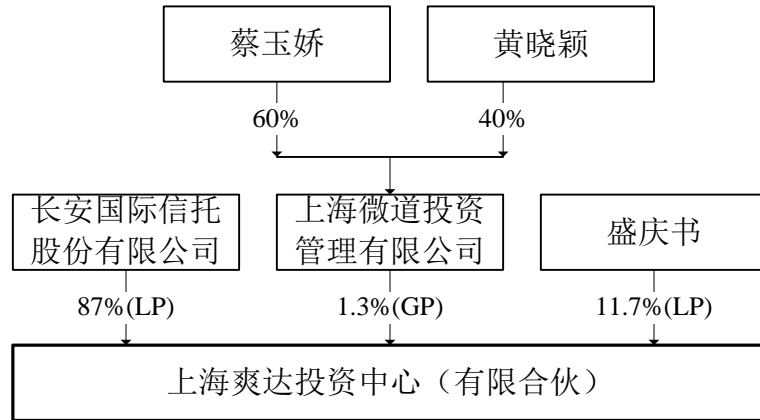 蔡玉娇
黄晓颖
60%
40%
长安国际信托
股份有限公司
上海微道投资
管理有限公司
盛庆书
87%(LP)
1.3%(GP)
11.7%(LP)
上海爽达投资中心（有限合伙）